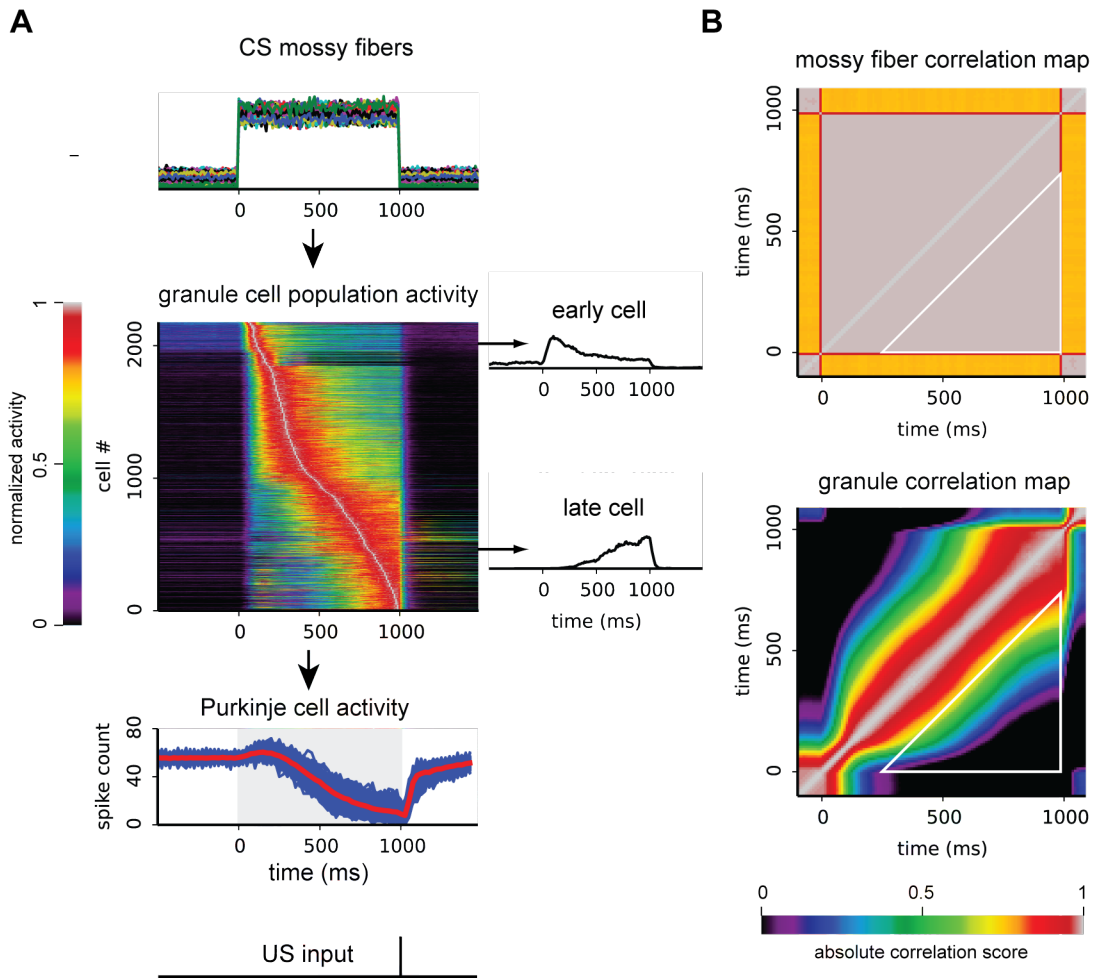 A
CS mossy fibers
0 500 1000
granule cell population activity
normalized activity
0 0.5 1
cell #
0 1000 2000
0 500 1000
early cell
0 500 1000
late cell
0 500 1000
time (ms)
Purkinje cell activity
spike count
0 40 80
0 500 1000
time (ms)
US input
B
mossy fiber correlation map
time (ms)
0 500 1000
0 500 1000
time (ms)
granule correlation map
time (ms)
0 500 1000
0 500 1000
time (ms)
0 0.5 1
absolute correlation score